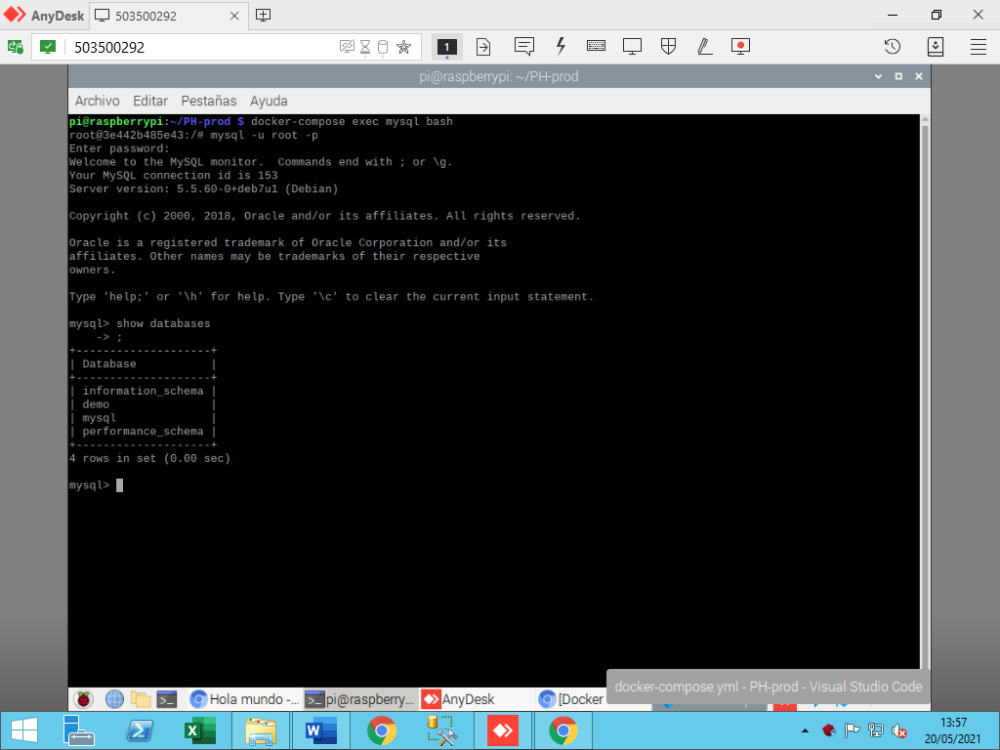 AnyDesk
503500292
503500292
1
pi@raspberrypi: ~/PH-prod
Archivo Editar Pestañas Ayuda
pi@raspberrypi:~/PH-prod $ docker-compose exec mysql bash
root@3e442b485e43:/# mysql -u root -p
Enter password:
Welcome to the MySQL monitor.  Commands end with ; or \g.
Your MySQL connection id is 153
Server version: 5.5.60-0+deb7u1 (Debian)
Copyright (c) 2000, 2018, Oracle and/or its affiliates. All rights reserved.
Oracle is a registered trademark of Oracle Corporation and/or its
affiliates. Other names may be trademarks of their respective
owners.
Type 'help;' or '\h' for help. Type '\c' to clear the current input statement.
mysql> show databases
    -> ;
+--------------------+
| Database           |
+--------------------+
| information_schema |
| demo               |
| mysql              |
| performance_schema |
+--------------------+
4 rows in set (0.00 sec)
mysql>
docker-compose.yml - PH-prod - Visual Studio Code
Hola mundo -... pi@raspberry... AnyDesk [Docker
13:57
20/05/2021